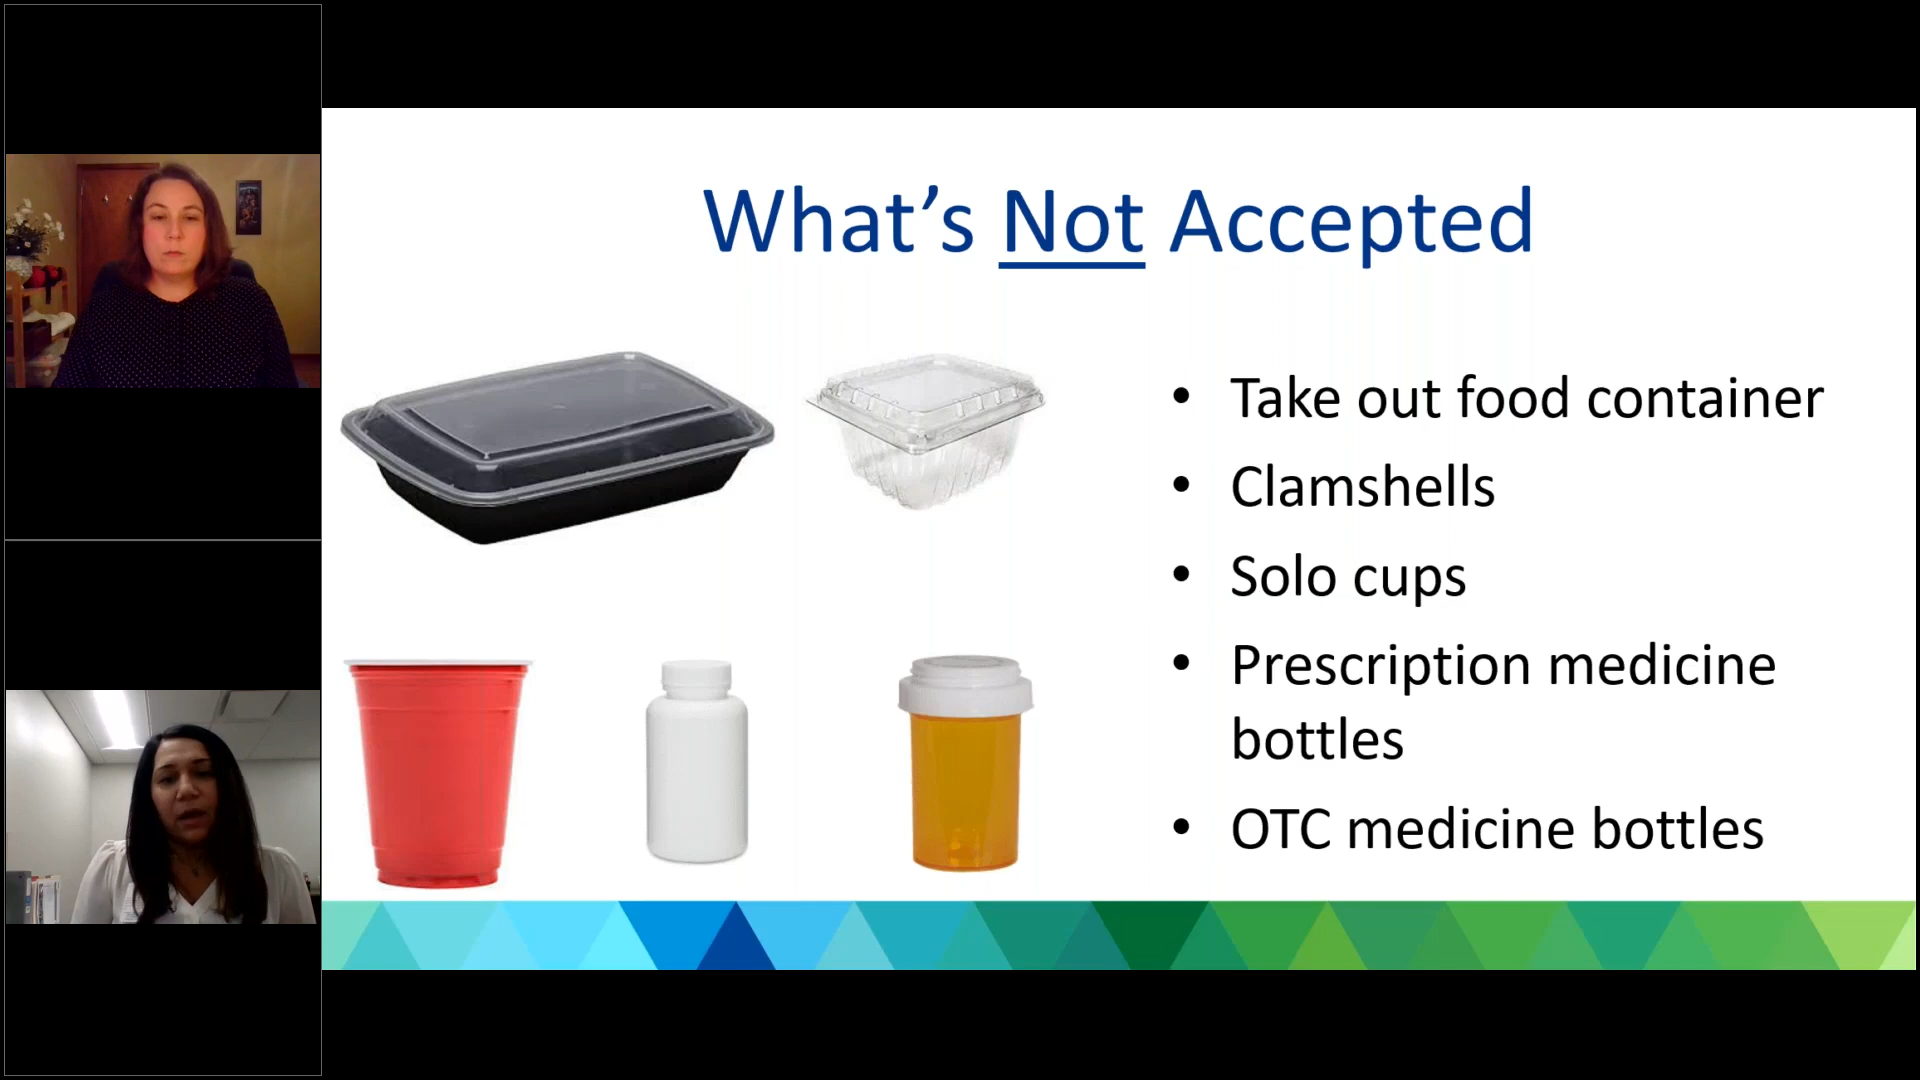 What’s Not Accepted
• Take out food container
• Clamshells
• Solo cups
• Prescription medicine
bottles
• OTC medicine bottles